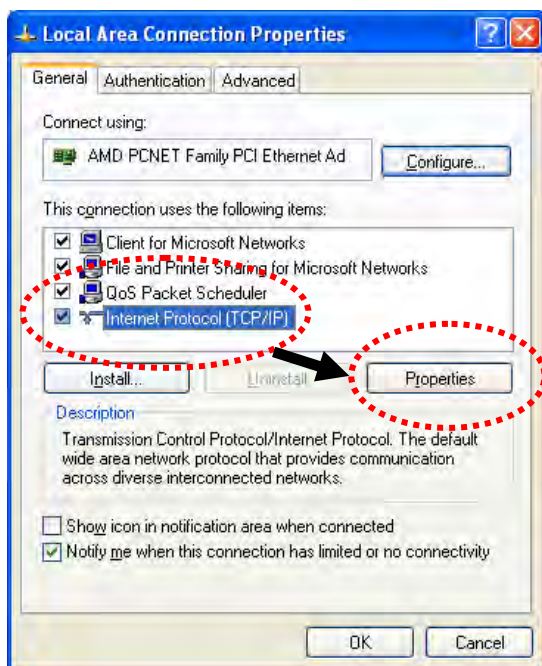 Local Area Connection Properties
General Authentication Advanced
Connect using:
AMD PCNET Family PCI Ethernet Ad Configure...
This connection uses the following items:
Client for Microsoft Networks
File and Printer Sharing for Microsoft Networks
QoS Packet Scheduler
Internet Protocol (TCP/IP)
Install... Uninstall Properties
Description
Transmission Control Protocol/Internet Protocol. The default
wide area network protocol that provides communication
across diverse interconnected networks.
Show icon in notification area when connected
Notify me when this connection has limited or no connectivity
OK Cancel